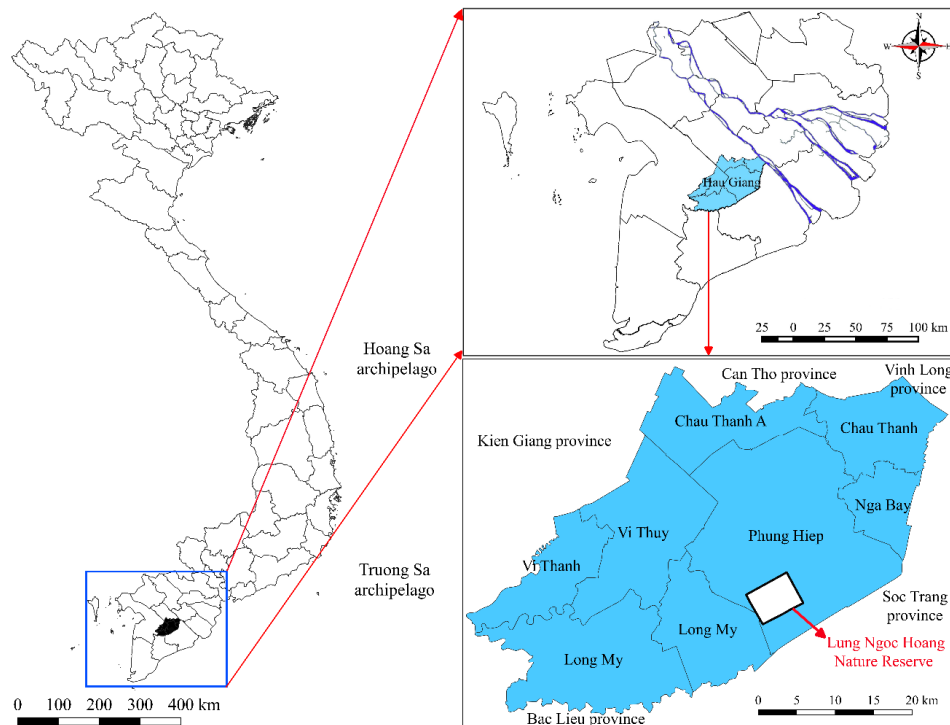 Hoang Sa
archipelago
Truong Sa
archipelago
0 100 200 300 400 km
N
W
S
Hau Giang
25 0 25 50 75 100 km
Can Tho province
Vinh Long
province
Chau Thanh A
Chau Thanh
Kien Giang province
Nga Bay
Vi Thuy
Phung Hiep
Vi Thanh
Soc Trang
province
Long My
Long My
Lung Ngoc Hoang
Nature Reserve
0 5 10 15 20 km
Bac Lieu province